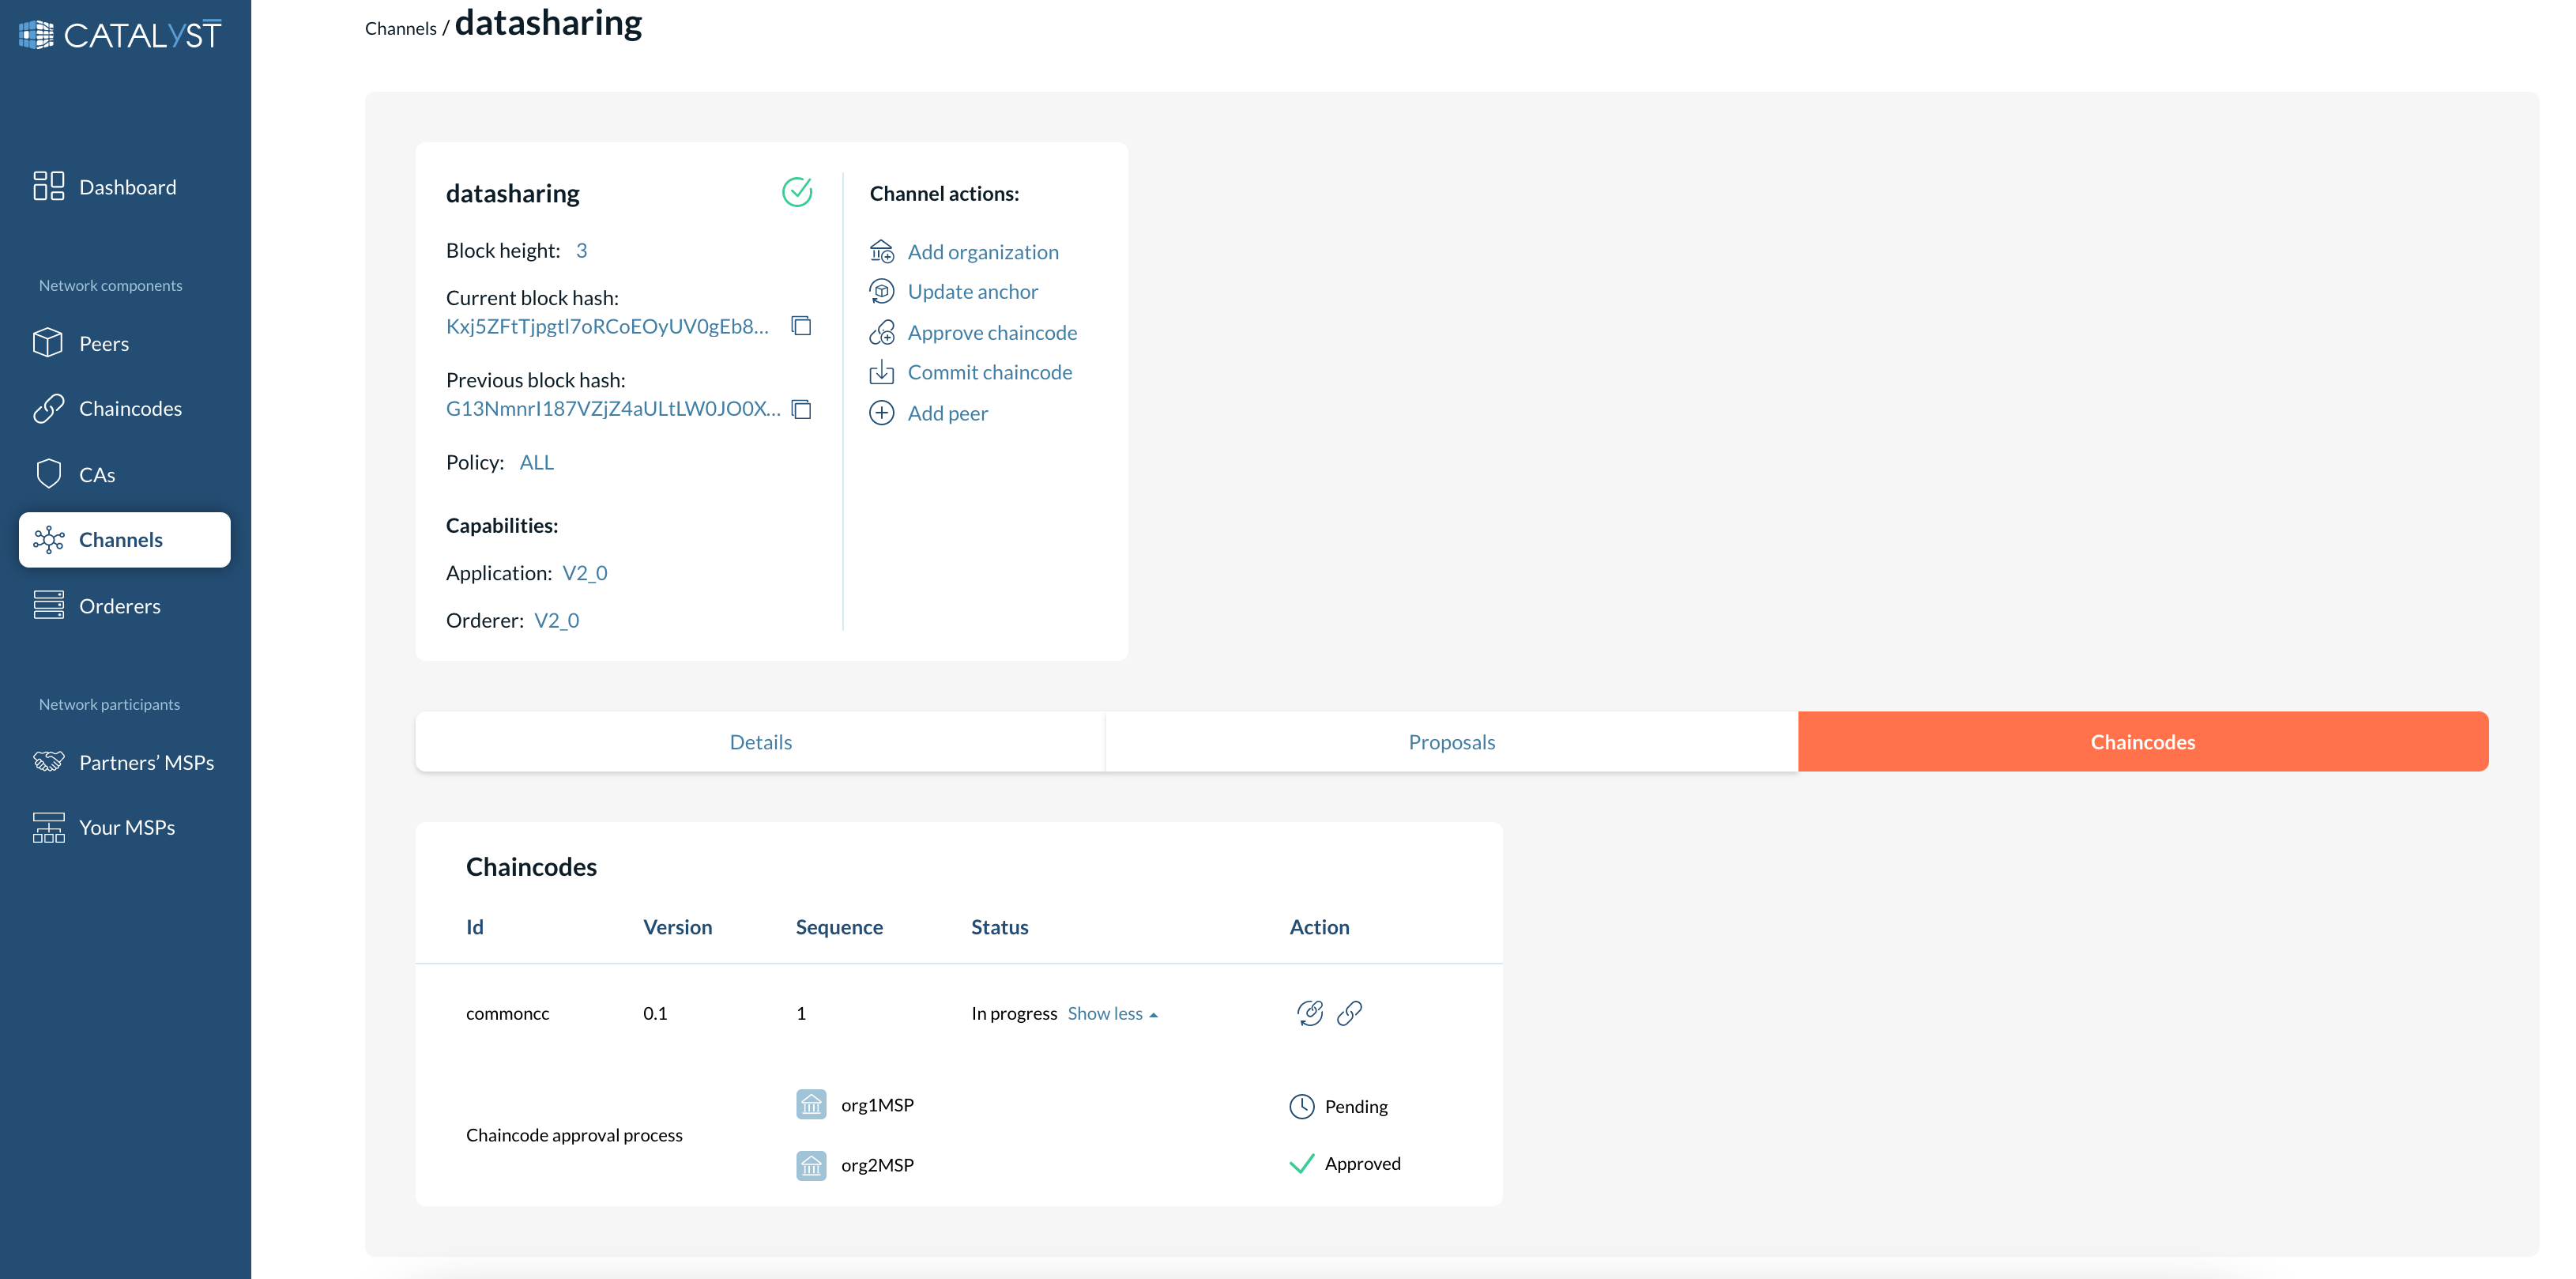 CATALYST
Channels / datasharing
Dashboard
Network components
Peers
Chaincodes
CAs
Channels
Orderers
Network participants
Partners’ MSPs
Your MSPs
datasharing
Block height: 3
Current block hash:
Kxj5ZFtTjpgtl7oRCoEOyUV0gEb8...
Previous block hash:
G13NmnrI187VZjZ4aULtLW0JO0X...
Policy: ALL
Capabilities:
Application: V2_0
Orderer: V2_0
Channel actions:
Add organization
Update anchor
Approve chaincode
Commit chaincode
Add peer
Details Proposals Chaincodes
Chaincodes
Id Version Sequence Status Action
commoncc 0.1 1 In progress Show less
Chaincode approval process
org1MSP Pending
org2MSP Approved